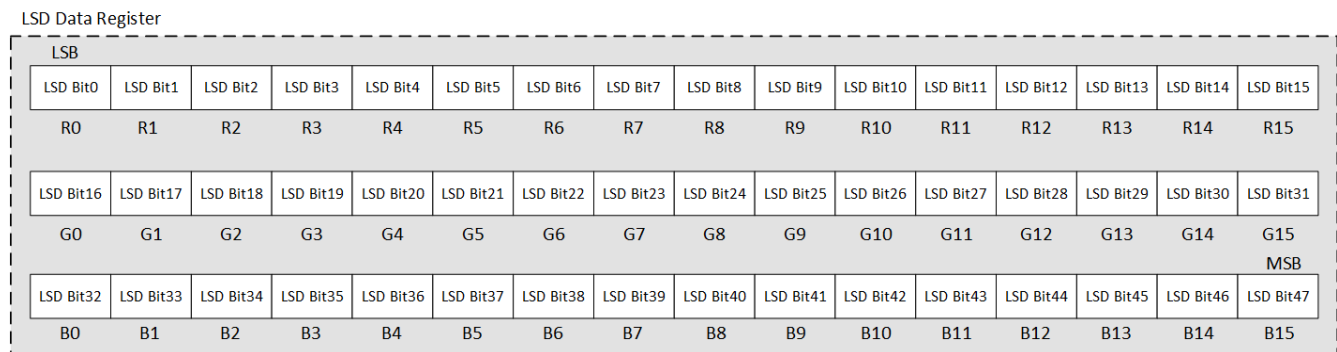 LSD Data Register
LSB
LSD Bit0 LSD Bit1 LSD Bit2 LSD Bit3 LSD Bit4 LSD Bit5 LSD Bit6 LSD Bit7 LSD Bit8 LSD Bit9 LSD Bit10 LSD Bit11 LSD Bit12 LSD Bit13 LSD Bit14 LSD Bit15
R0 R1 R2 R3 R4 R5 R6 R7 R8 R9 R10 R11 R12 R13 R14 R15
LSD Bit16 LSD Bit17 LSD Bit18 LSD Bit19 LSD Bit20 LSD Bit21 LSD Bit22 LSD Bit23 LSD Bit24 LSD Bit25 LSD Bit26 LSD Bit27 LSD Bit28 LSD Bit29 LSD Bit30 LSD Bit31
G0 G1 G2 G3 G4 G5 G6 G7 G8 G9 G10 G11 G12 G13 G14 G15
MSB
LSD Bit32 LSD Bit33 LSD Bit34 LSD Bit35 LSD Bit36 LSD Bit37 LSD Bit38 LSD Bit39 LSD Bit40 LSD Bit41 LSD Bit42 LSD Bit43 LSD Bit44 LSD Bit45 LSD Bit46 LSD Bit47
B0 B1 B2 B3 B4 B5 B6 B7 B8 B9 B10 B11 B12 B13 B14 B15